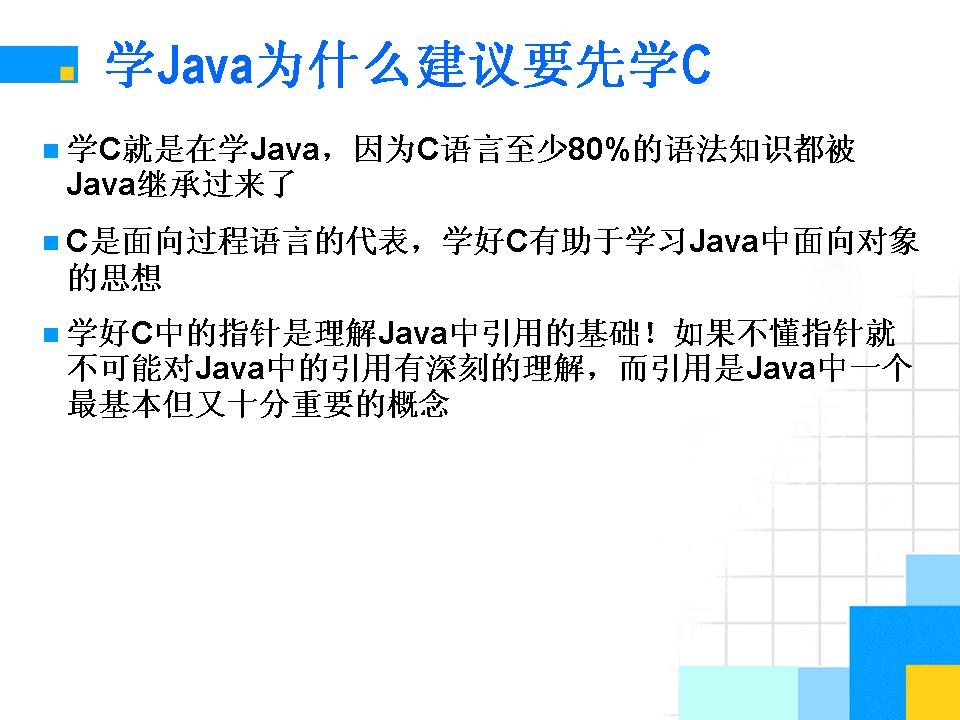 学Java为什么建议要先学C
学C就是在学Java，因为C语言至少80%的语法知识都被
Java继承过来了
C是面向过程语言的代表，学好C有助于学习Java中面向对象
的思想
学好C中的指针是理解Java中引用的基础！如果不懂指针就
不可能对Java中的引用有深刻的理解，而引用是Java中一个
最基本但又十分重要的概念